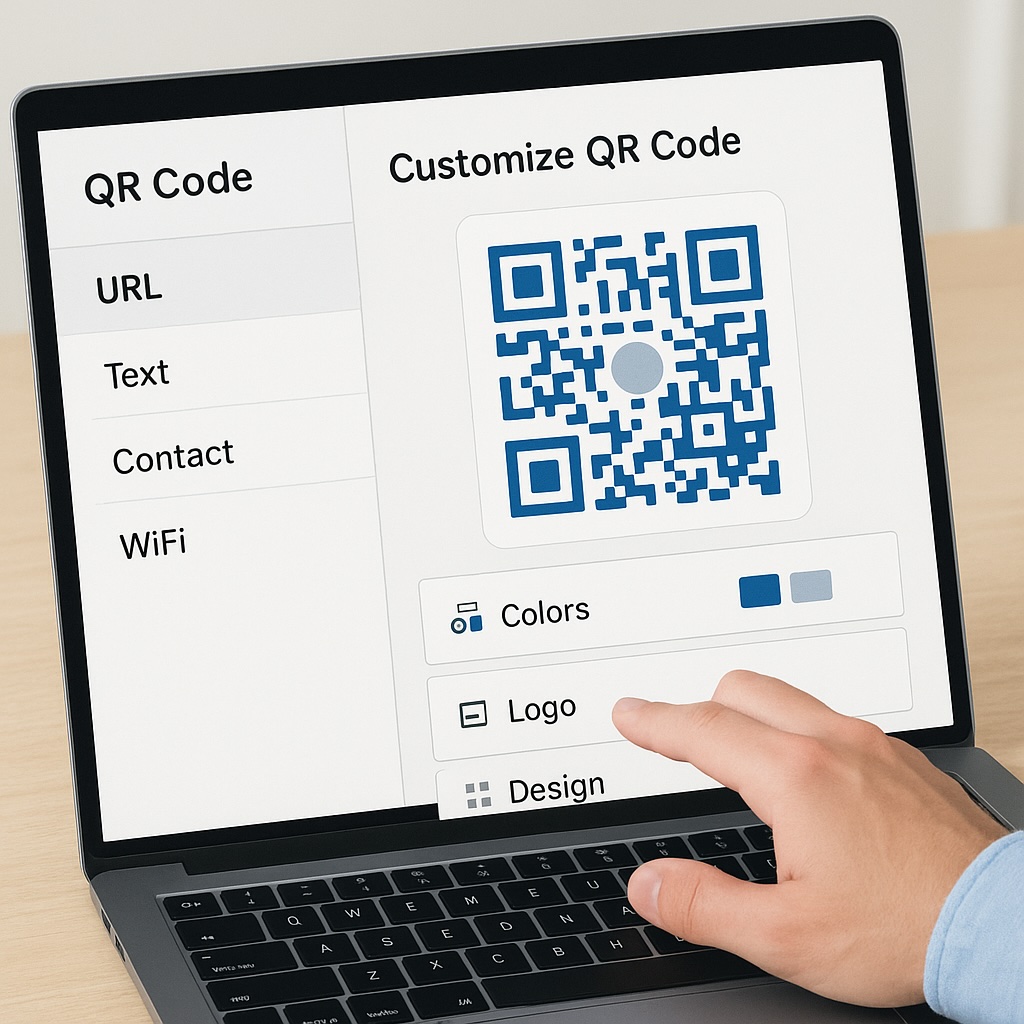 QR Code
URL
Text
Contact
WiFi
Customize QR Code
Colors
Logo
Design
Q W E M E U
A S E D N A
Z X C B H